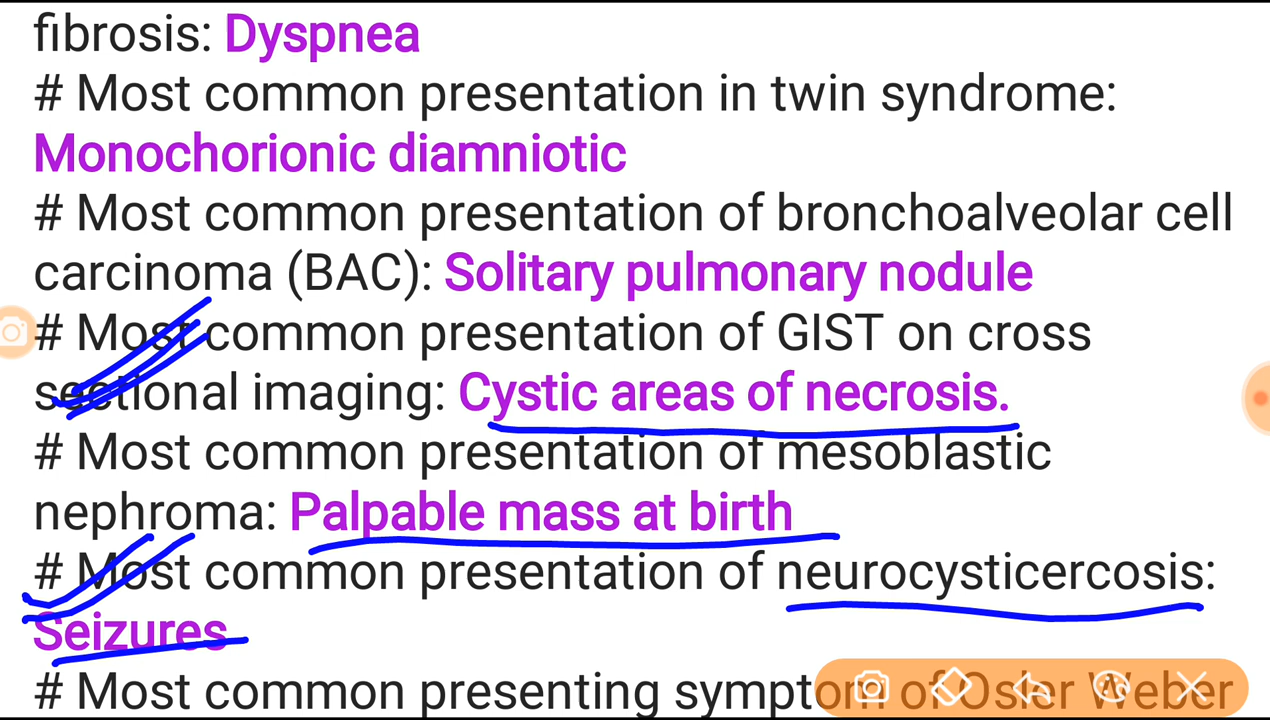 fibrosis: Dyspnea
# Most common presentation in twin syndrome:
Monochorionic diamniotic
# Most common presentation of bronchoalveolar cell
carcinoma (BAC): Solitary pulmonary nodule
# Most common presentation of GIST on cross
sectional imaging: Cystic areas of necrosis.
# Most common presentation of mesoblastic
nephroma: Palpable mass at birth
# Most common presentation of neurocysticercosis:
Seizures
# Most common presenting symptom of Osler Weber